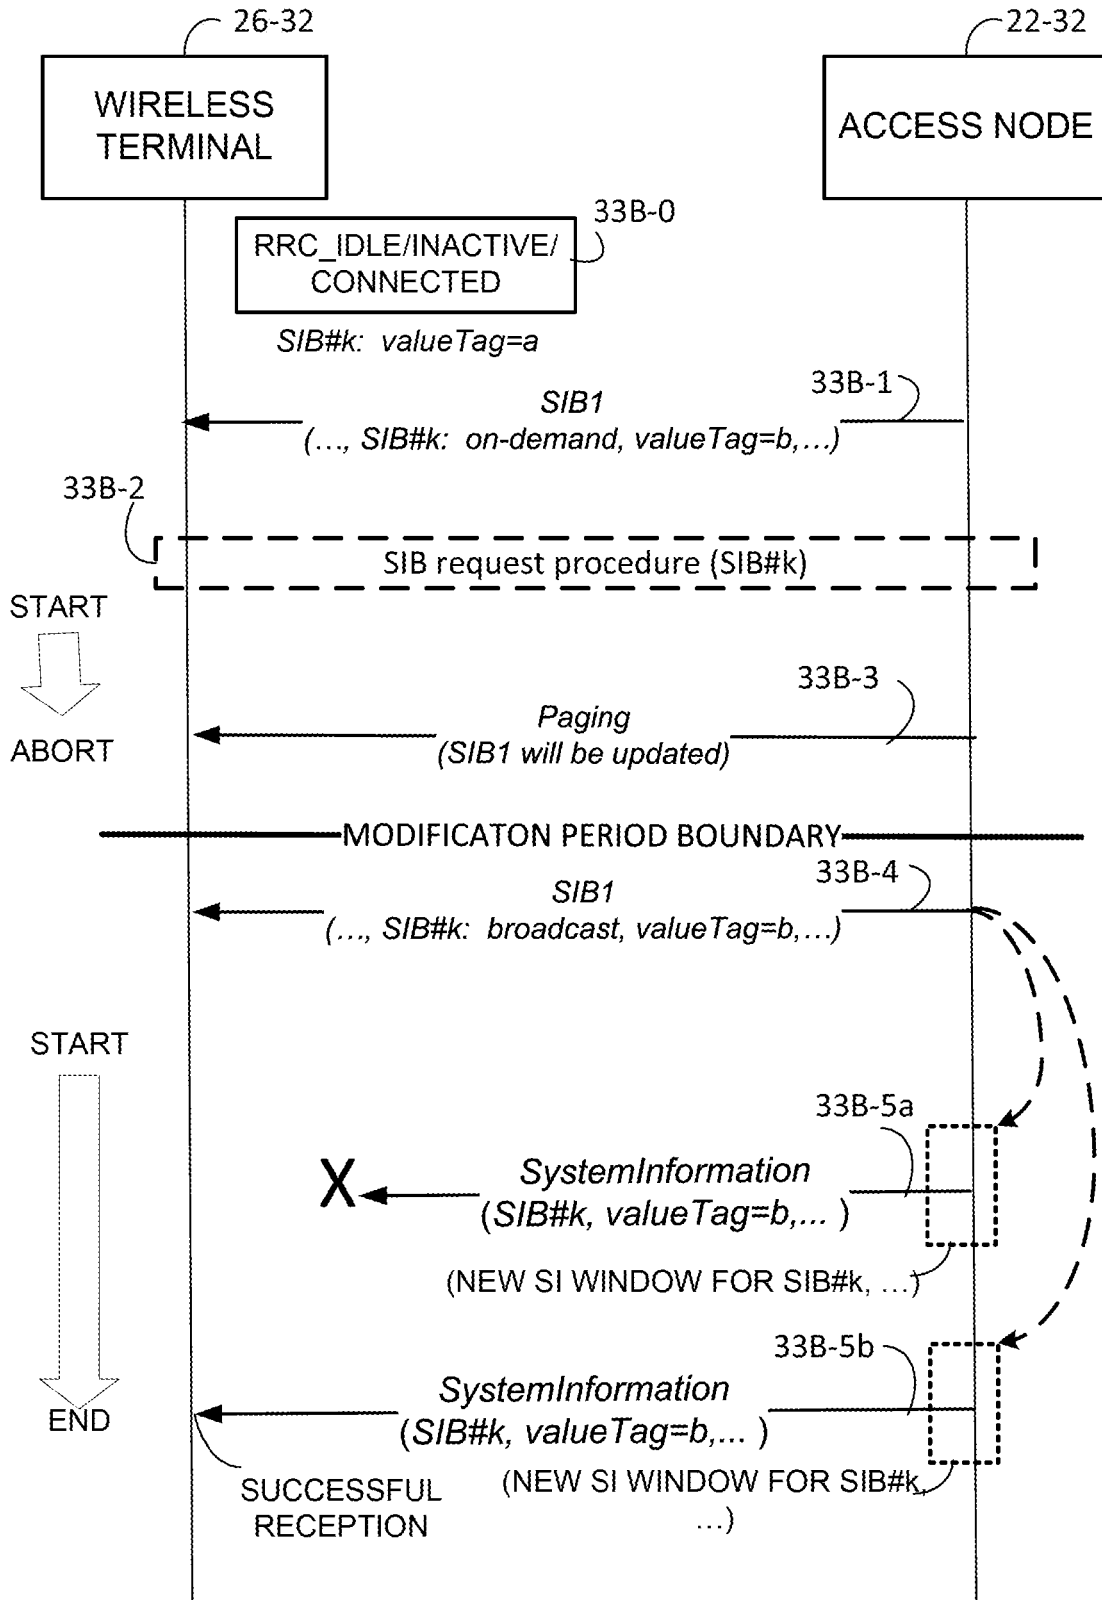 26-32
22-32
WIRELESS
TERMINAL
ACCESS NODE
33B-0
RRC_IDLE/INACTIVE/
CONNECTED
SIB#k: valueTag=a
33B-1
SIB1
(..., SIB#k: on-demand, valueTag=b,...)
33B-2
SIB request procedure (SIB#k)
START
33B-3
Paging
(SIB1 will be updated)
ABORT
MODIFICATON PERIOD BOUNDARY
33B-4
SIB1
(..., SIB#k: broadcast, valueTag=b,...)
START
33B-5a
X
SystemInformation
(SIB#k, valueTag=b,... )
(NEW SI WINDOW FOR SIB#k, ...)
33B-5b
SystemInformation
(SIB#k, valueTag=b,... )
END
SUCCESSFUL
RECEPTION
(NEW SI WINDOW FOR SIB#k,
...)